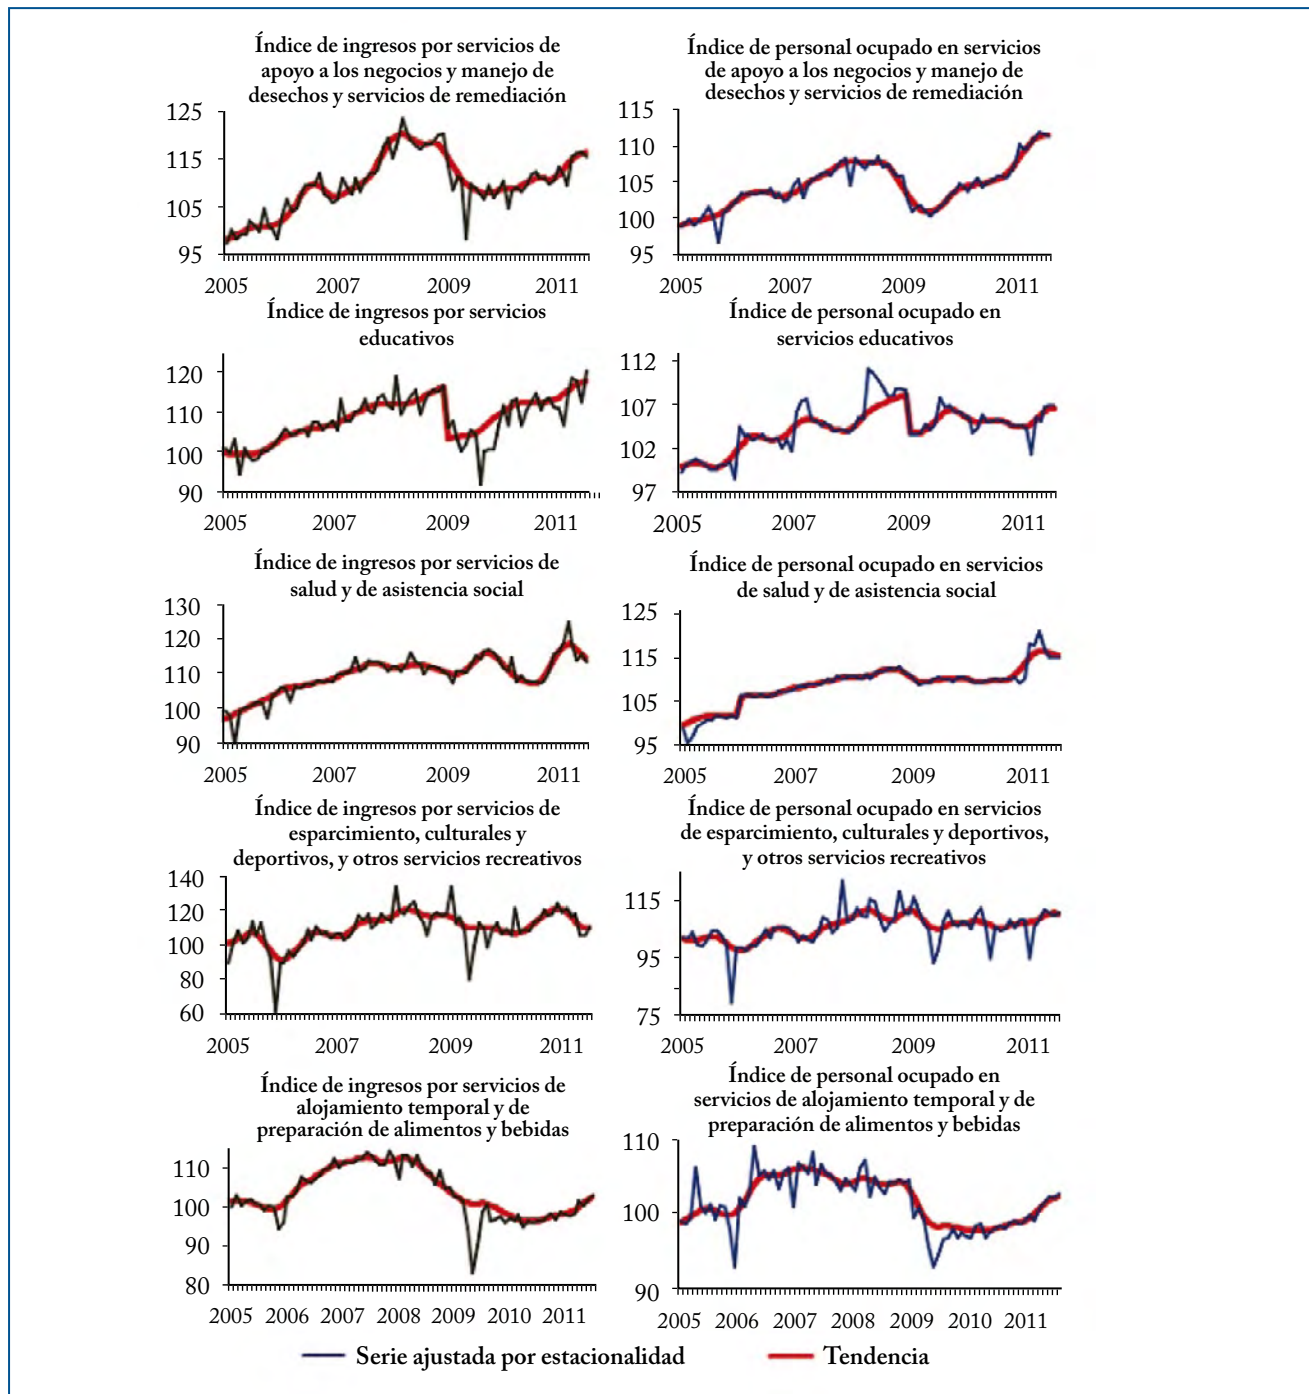 Índice de ingresos por servicios de
apoyo a los negocios y manejo de
desechos y servicios de remediación
125
115
105
95
2005 2007 2009 2011
Índice de personal ocupado en servicios
de apoyo a los negocios y manejo de
desechos y servicios de remediación
115
110
105
100
95
2005 2007 2009 2011
Índice de ingresos por servicios
educativos
120
110
100
90
2005 2007 2009 2011
Índice de personal ocupado en
servicios educativos
112
107
102
97
2005 2007 2009 2011
Índice de ingresos por servicios de
salud y de asistencia social
130
120
110
100
90
2005 2007 2009 2011
Índice de personal ocupado en servicios
de salud y de asistencia social
125
115
105
95
2005 2007 2009 2011
Índice de ingresos por servicios de
esparcimiento, culturales y
deportivos, y otros servicios recreativos
140
120
100
80
60
2005 2007 2009 2011
Índice de personal ocupado en servicios
de esparcimiento, culturales y deportivos,
y otros servicios recreativos
115
95
75
2005 2007 2009 2011
Índice de ingresos por servicios de
alojamiento temporal y de
preparación de alimentos y bebidas
110
100
90
80
2005 2006 2007 2008 2009 2010 2011
Índice de personal ocupado en
servicios de alojamiento temporal y de
preparación de alimentos y bebidas
110
100
90
2005 2006 2007 2008 2009 2010 2011
Serie ajustada por estacionalidad
Tendencia